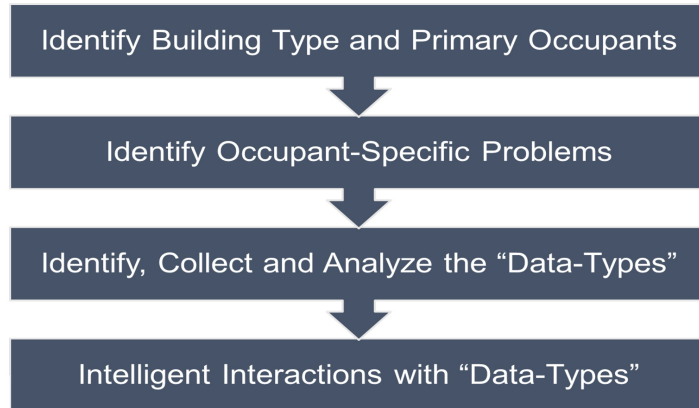 Identify Building Type and Primary Occupants
Identify Occupant-Specific Problems
Identify, Collect and Analyze the “Data-Types”
Intelligent Interactions with “Data-Types”